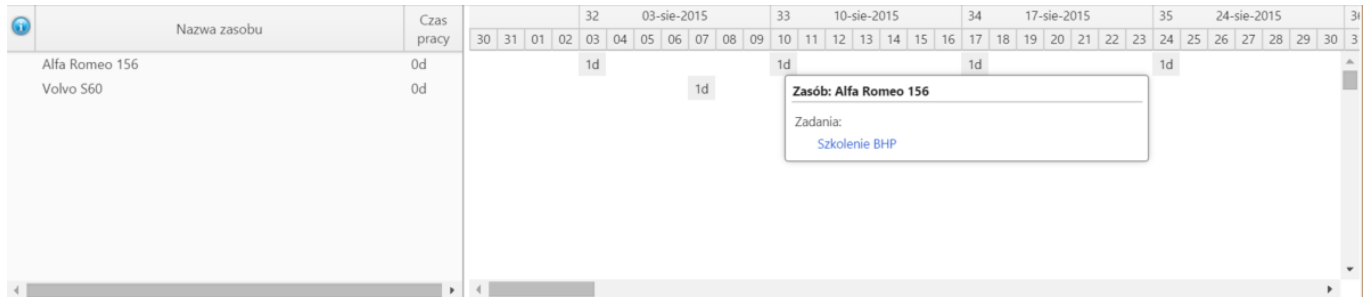 Nazwa zasobu Czas pracy
32 03-sie-2015 33 10-sie-2015 34 17-sie-2015 35 24-sie-2015
30 31 01 02 03 04 05 06 07 08 09 10 11 12 13 14 15 16 17 18 19 20 21 22 23 24 25 26 27 28 29 30 3
Alfa Romeo 156 0d 1d 1d 1d 1d
Volvo S60 0d 1d
Zasób: Alfa Romeo 156
Zadania:
Szkolenie BHP